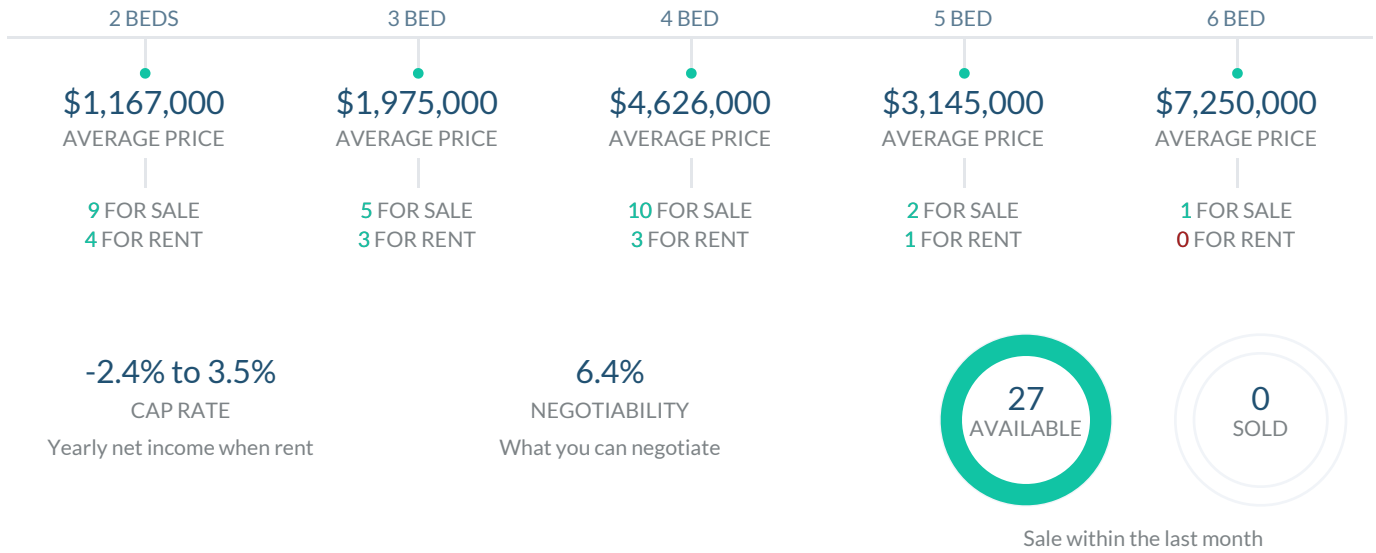 2 BEDS
3 BED
4 BED
5 BED
6 BED
$1,167,000
$1,975,000
$4,626,000
$3,145,000
$7,250,000
AVERAGE PRICE
AVERAGE PRICE
AVERAGE PRICE
AVERAGE PRICE
AVERAGE PRICE
9 FOR SALE
5 FOR SALE
10 FOR SALE
2 FOR SALE
1 FOR SALE
4 FOR RENT
3 FOR RENT
3 FOR RENT
1 FOR RENT
0 FOR RENT
-2.4% to 3.5%
CAP RATE
Yearly net income when rent
6.4%
NEGOTIABILITY
What you can negotiate
27
AVAILABLE
0
SOLD
Sale within the last month